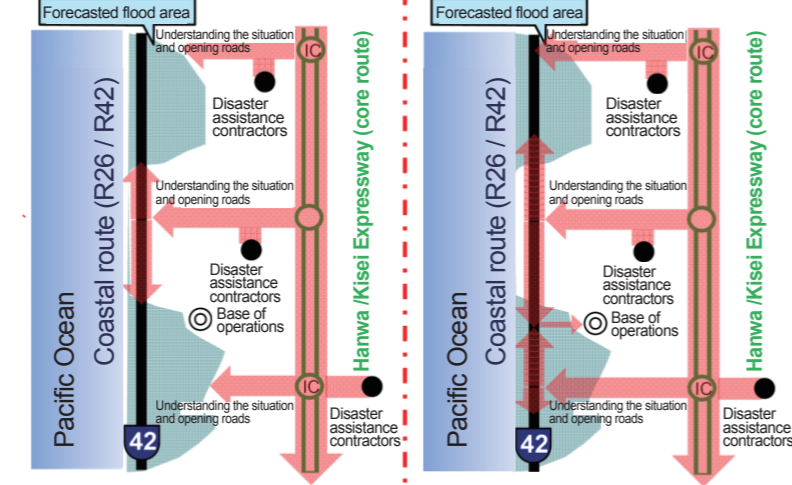 Forecasted flood area
Understanding the situation
and opening roads
IC
Disaster
assistance
contractors
Understanding the situation
and opening roads
Disaster
assistance
contractors
Base of
operations
IC
Understanding the situation
and opening roads
Disaster
assistance
contractors
42
Pacific Ocean
Coastal route (R26 / R42)
Hanwa /Kisei Expressway (core route)
Forecasted flood area
Understanding the situation
and opening roads
IC
Disaster
assistance
contractors
Understanding the situation
and opening roads
Disaster
assistance
contractors
Base of
operations
IC
Understanding the situation
and opening roads
Disaster
assistance
contractors
42
Pacific Ocean
Coastal route (R26 / R42)
Hanwa /Kisei Expressway (core route)